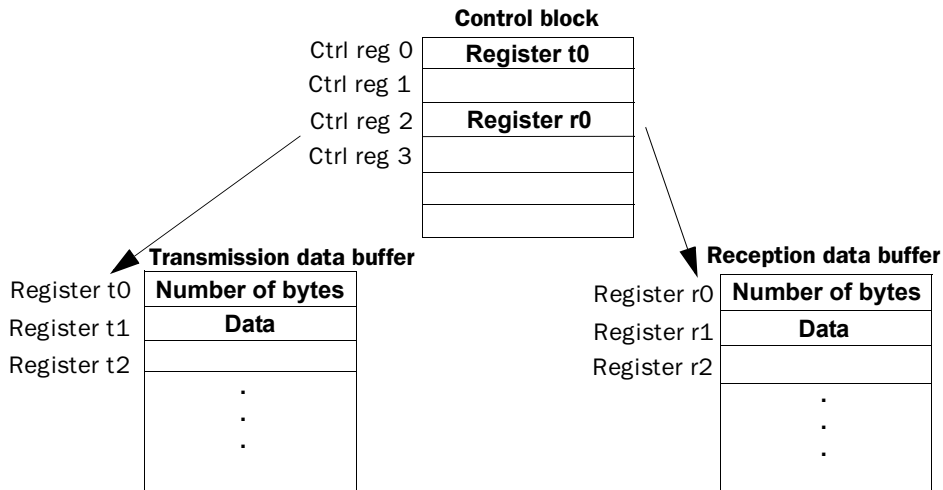 Control block
Ctrl reg 0 Register t0
Ctrl reg 1
Ctrl reg 2 Register r0
Ctrl reg 3
Transmission data buffer
Register t0 Number of bytes
Register t1 Data
Register t2
.
.
.
Reception data buffer
Register r0 Number of bytes
Register r1 Data
Register r2
.
.
.